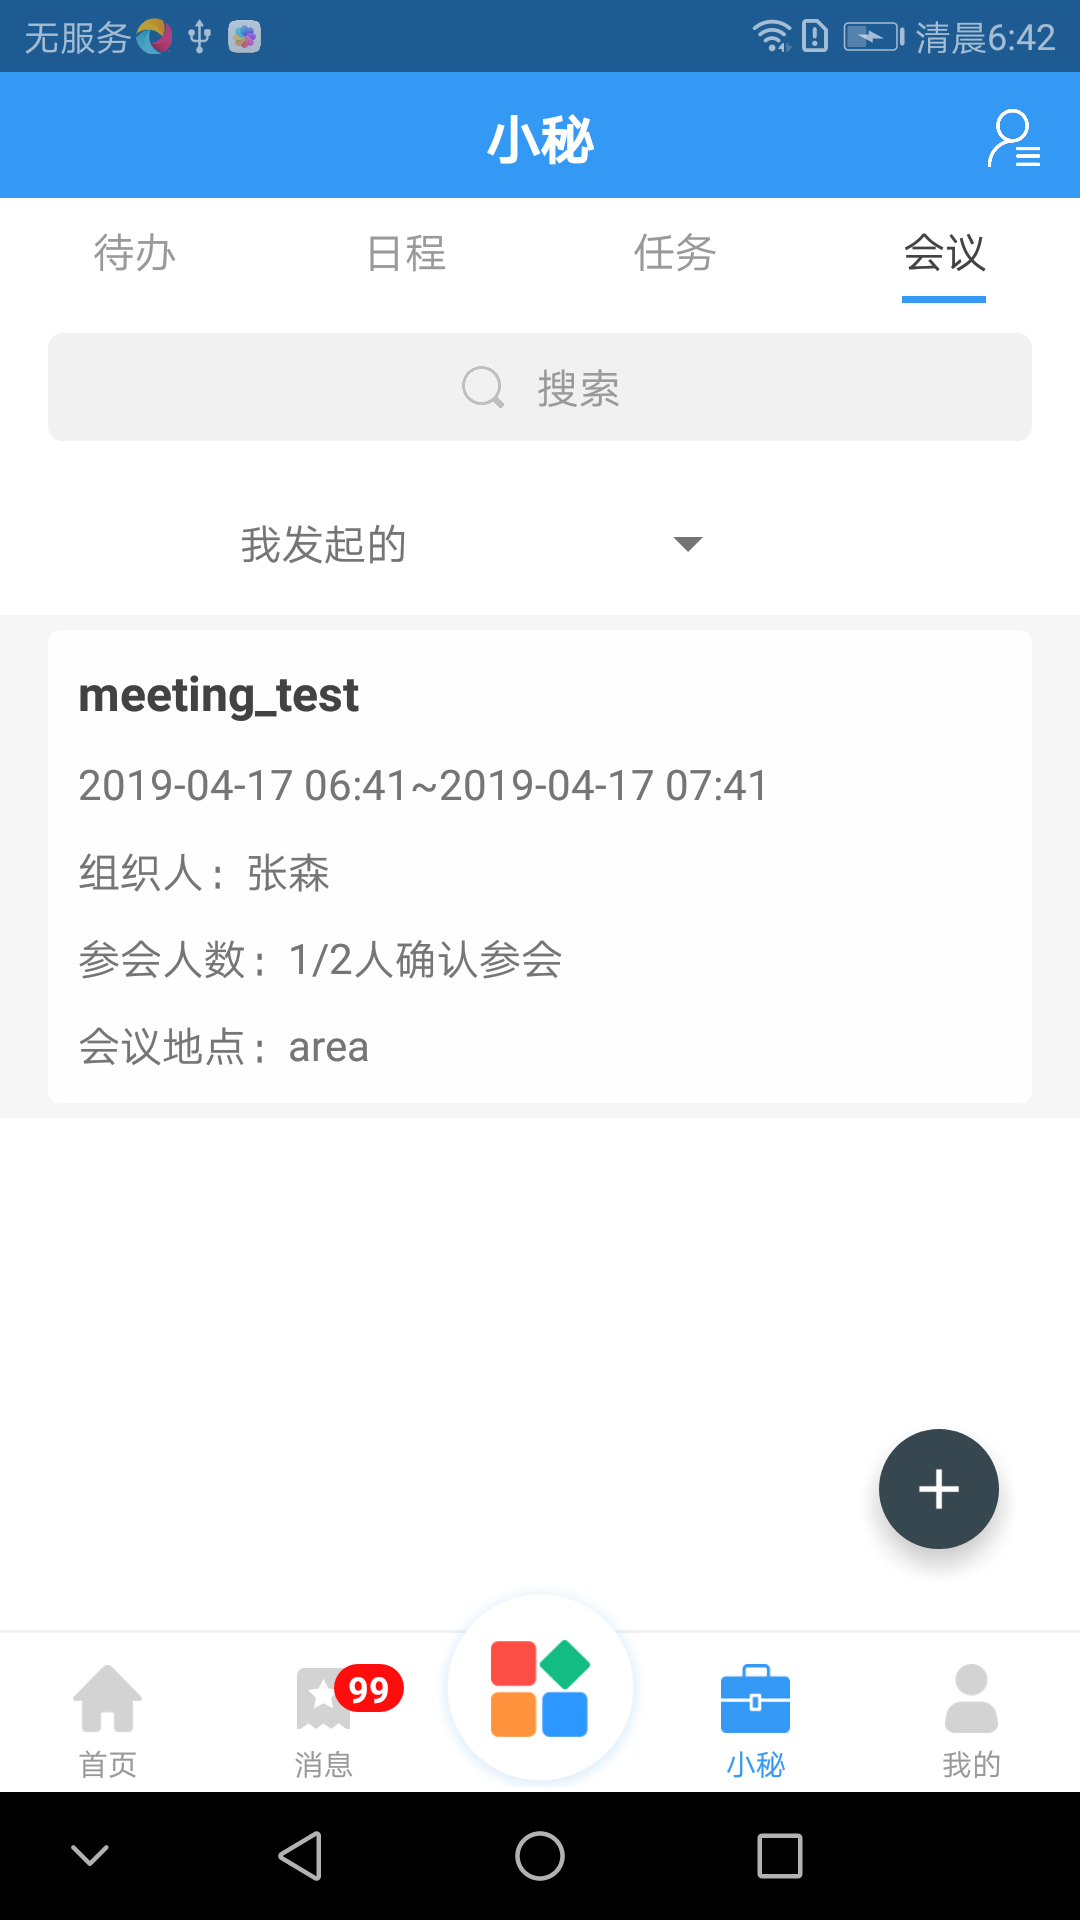 无服务 清晨6:42
小秘
待办 日程 任务 会议
搜索
我发起的
meeting_test
2019-04-17 06:41~2019-04-17 07:41
组织人：张森
参会人数：1/2人确认参会
会议地点：area
99
首页 消息 小秘 我的